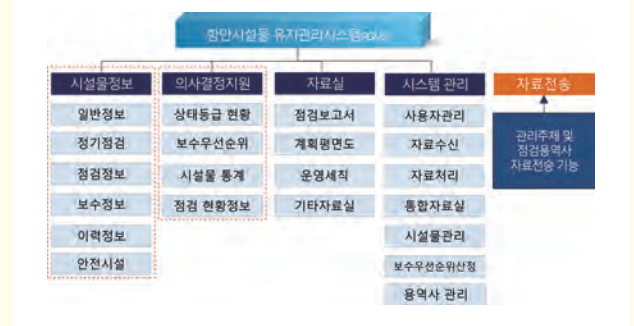 항만시설물 유지관리시스템(POMS)
시설물정보
일반정보
정기점검
점검정보
보수정보
이력정보
안전시설
의사결정지원
상태등급 현황
보수우선순위
시설물 통계
점검 현황정보
자료실
점검보고서
계획평면도
운영세칙
기타자료실
시스템 관리
사용자관리
자료수신
자료처리
통합자료실
시설물관리
보수우선순위산정
용역사 관리
자료전송
관리주체 및
점검용역사
자료전송 기능